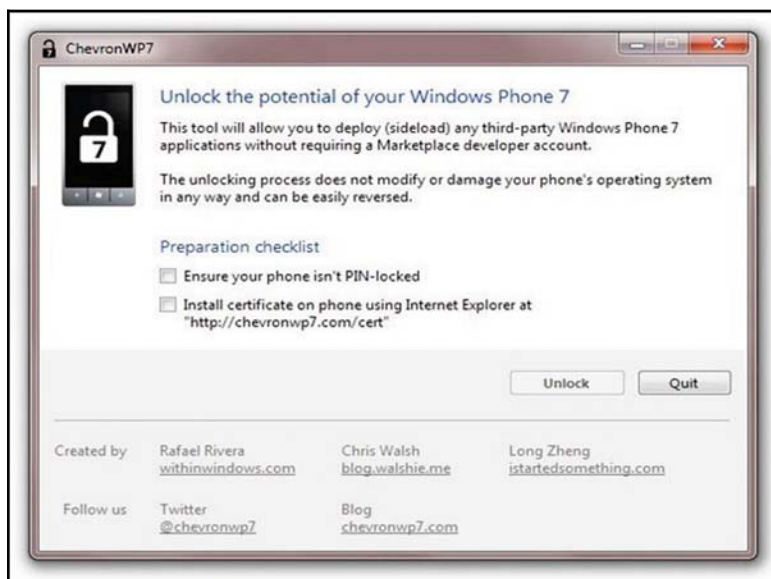 ChevronWP7
7
Unlock the potential of your Windows Phone 7
This tool will allow you to deploy (sideload) any third-party Windows Phone 7
applications without requiring a Marketplace developer account.
The unlocking process does not modify or damage your phone's operating system
in any way and can be easily reversed.
Preparation checklist
Ensure your phone isn't PIN-locked
Install certificate on phone using Internet Explorer at
"http://chevronwp7.com/cert"
Unlock Quit
Created by Rafael Rivera Chris Walsh Long Zheng
withinwindows.com blog.walshie.me istartedsomething.com
Follow us Twitter Blog
@chevronwp7 chevronwp7.com